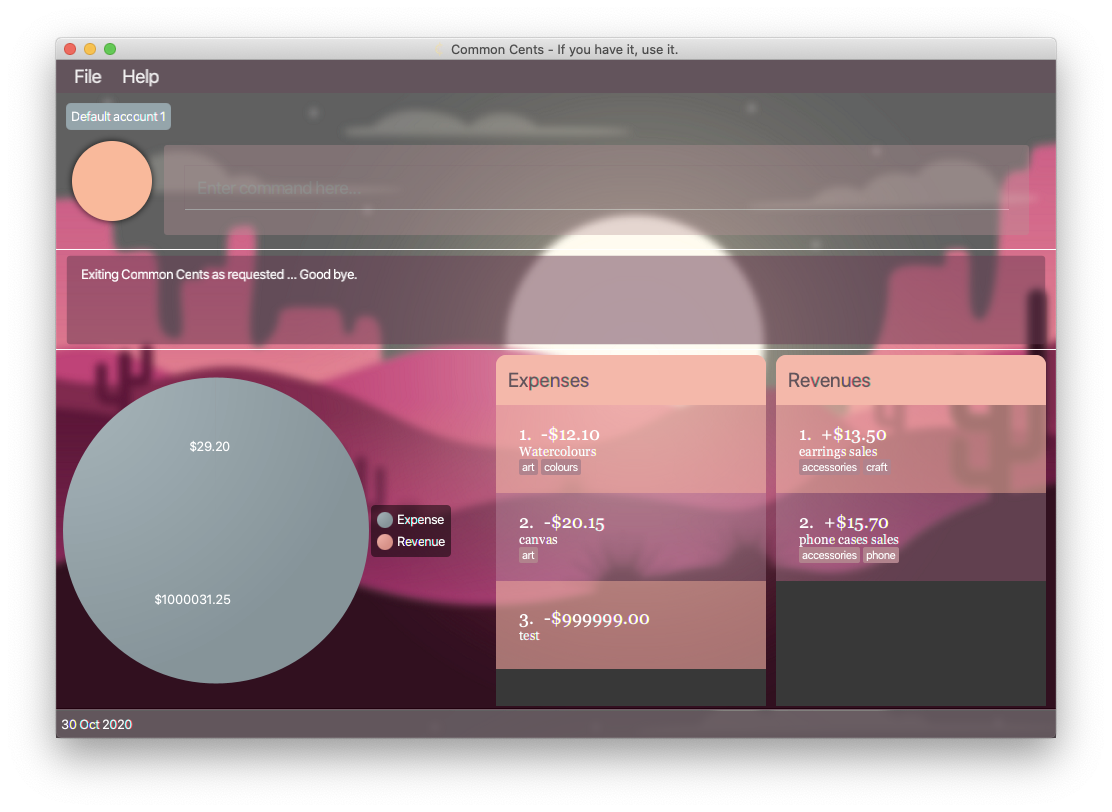 Common Cents - If you have it, use it.
File Help
Default account 1
Enter command here...
Exiting Common Cents as requested ... Good bye.
$29.20
$1000031.25
Expense
Revenue
Expenses
1. -$12.10
Watercolours
art colours
2. -$20.15
canvas
art
3. -$999999.00
test
Revenues
1. +$13.50
earrings sales
accessories craft
2. +$15.70
phone cases sales
accessories phone
30 Oct 2020